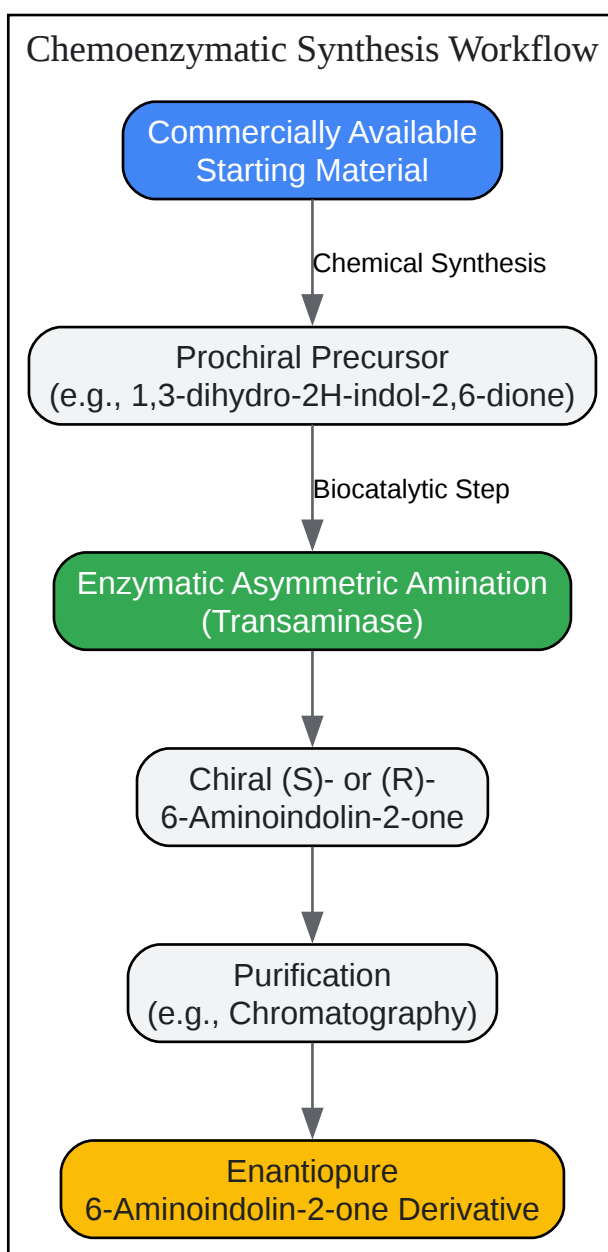 Chemoenzymatic Synthesis Workflow
Commercially Available
Starting Material
Chemical Synthesis
Prochiral Precursor
(e.g., 1,3-dihydro-2H-indol-2,6-dione)
Biocatalytic Step
Enzymatic Asymmetric Amination
(Transaminase)
Chiral (S)- or (R)-
6-Aminoindolin-2-one
Purification
(e.g., Chromatography)
Enantiopure
6-Aminoindolin-2-one Derivative